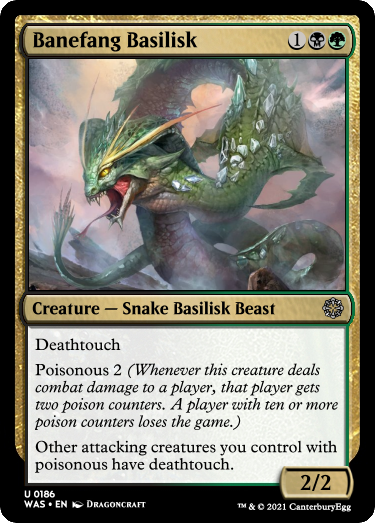 Banefang Basilisk 1
Creature — Snake Basilisk Beast
Deathtouch
Poisonous 2 (Whenever this creature deals
combat damage to a player, that player gets
two poison counters. A player with ten or more
poison counters loses the game.)
Other attacking creatures you control with
poisonous have deathtouch.
2/2
U 0186
WAS • EN Dragoncraft ™ & © 2021 CanterburyEgg